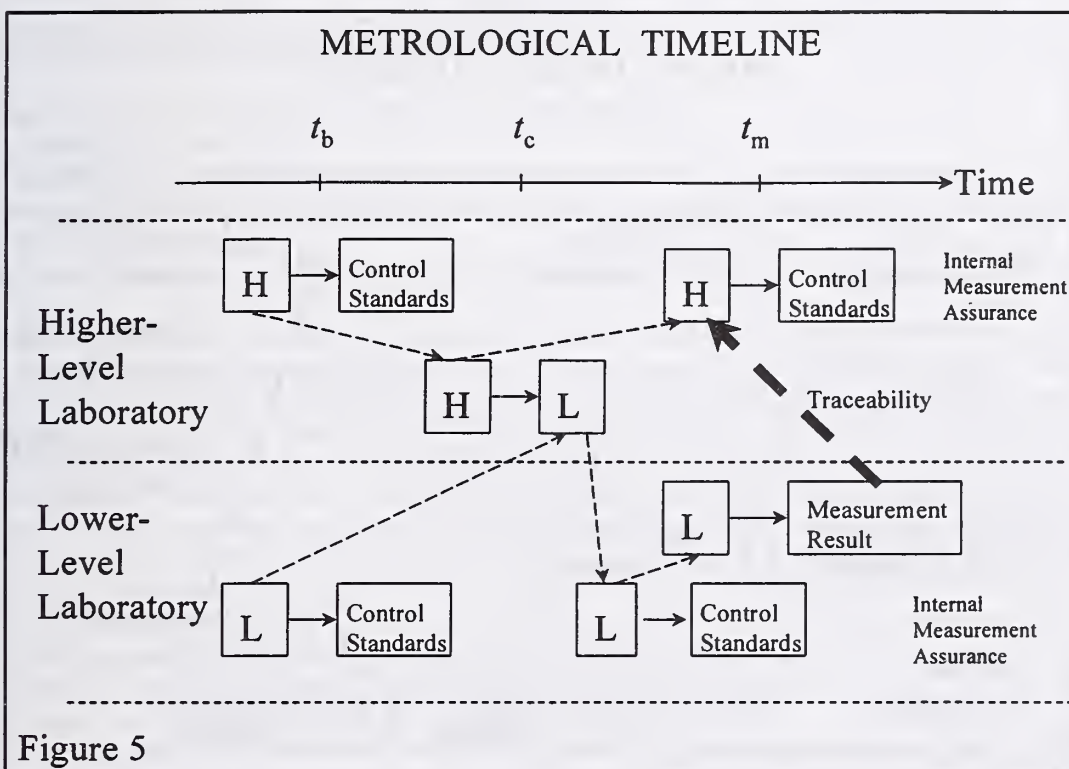 METROLOGICAL TIMELINE
t_b t_c t_m
Time
H
Control
Standards
H
Control
Standards
Internal
Measurement
Assurance
Higher-
Level
Laboratory
H
L
Traceability
Lower-
Level
Laboratory
L
Measurement
Result
L
Control
Standards
L
Control
Standards
Internal
Measurement
Assurance
Figure 5